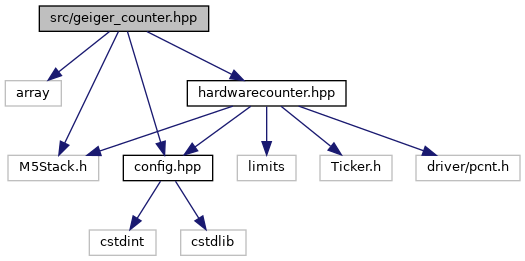 src/geiger_counter.hpp
array
hardwarecounter.hpp
M5Stack.h
config.hpp
limits
Ticker.h
driver/pcnt.h
cstdint
cstdlib